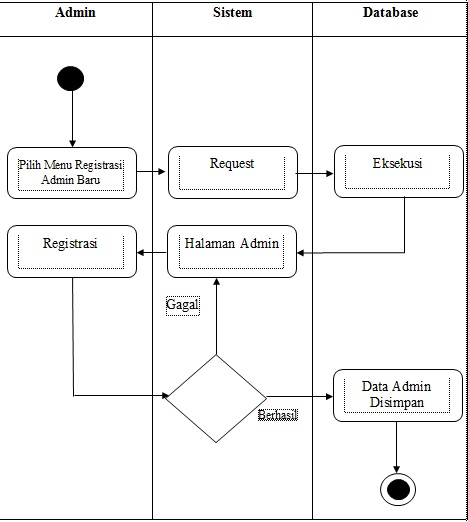 Admin
Sistem
Database
Pilih Menu Registrasi
Admin Baru
Request
Eksekusi
Registrasi
Halaman Admin
Gagal
Berhasil
Data Admin
Disimpan